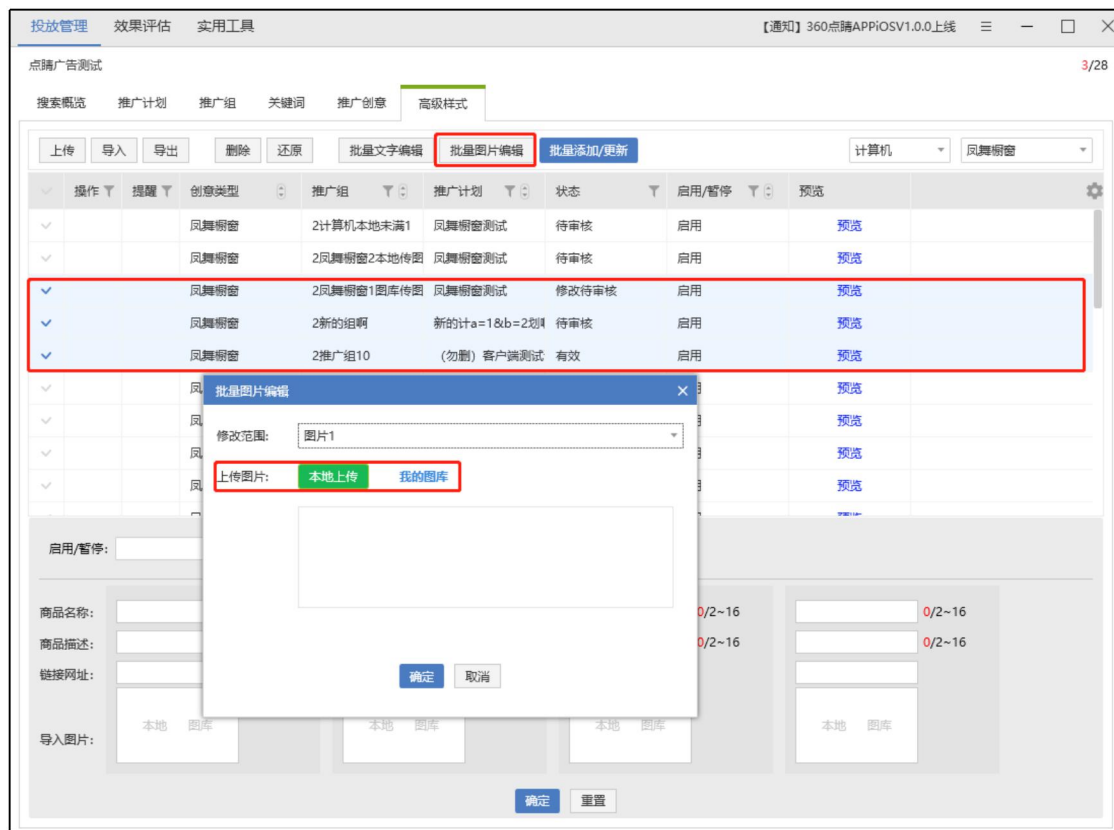 投放管理 效果评估 实用工具 【通知】360点睛APPiOSV1.0.0上线
点睛广告测试 3/28
搜索概览 推广计划 推广组 关键词 推广创意 高级样式
上传 导入 导出 删除 还原 批量文字编辑 批量图片编辑 批量添加/更新 计算机 凤舞橱窗
操作 提醒 创意类型 推广组 推广计划 状态 启用/暂停 预览
凤舞橱窗 2计算机本地未满1 凤舞橱窗测试 待审核 启用 预览
凤舞橱窗 2凤舞橱窗2本地传图 凤舞橱窗测试 待审核 启用 预览
凤舞橱窗 2凤舞橱窗1图库传图 凤舞橱窗测试 修改待审核 启用 预览
凤舞橱窗 2新的组啊 新的计a=1&b=2划 待审核 启用 预览
凤舞橱窗 2推广组10 （勿删）客户端测试 有效 启用 预览
凤 预览
凤 预览
凤 预览
凤 预览
批量图片编辑
修改范围: 图片1
上传图片: 本地上传 我的图库
确定 取消
启用/暂停:
商品名称: 0/2~16 0/2~16
商品描述: 0/2~16 0/2~16
链接网址:
导入图片: 本地 图库 本地 图库 本地 图库 本地 图库
确定 重置